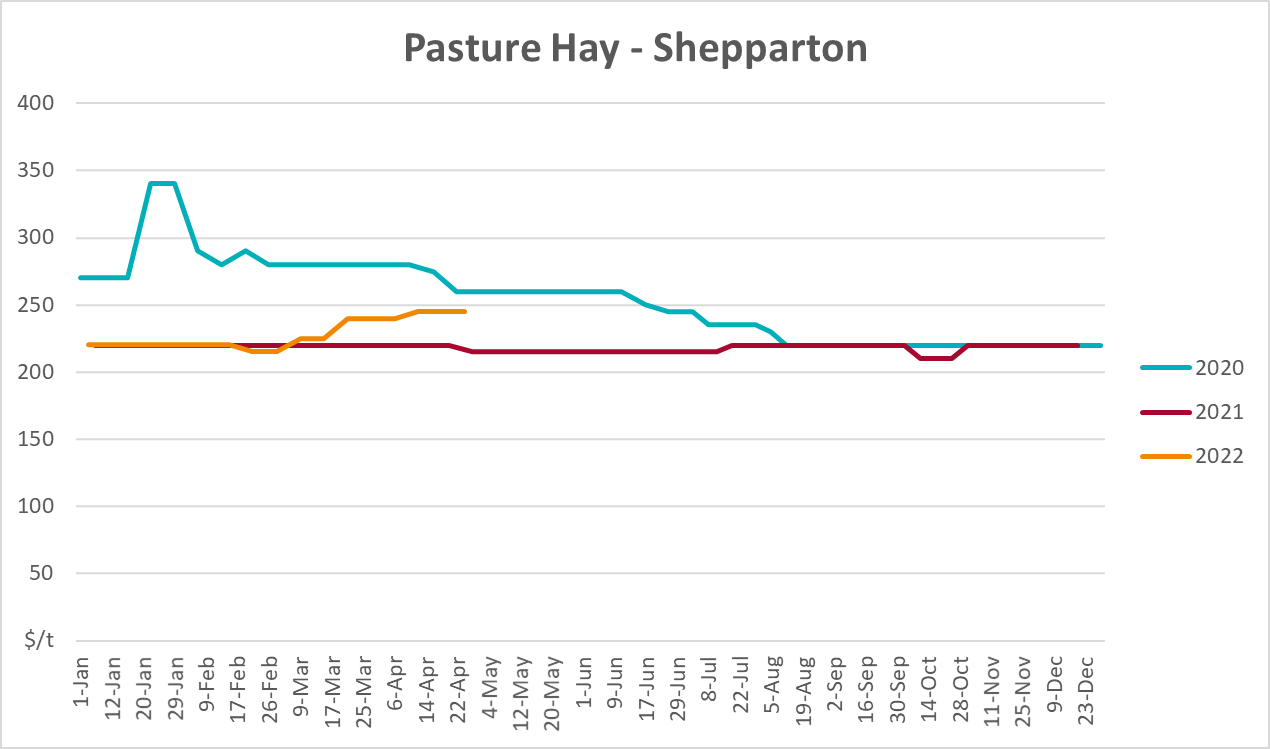 Pasture Hay - Shepparton
400
350
300
250
200
150
100
50
$/t
1-Jan
12-Jan
20-Jan
29-Jan
9-Feb
17-Feb
26-Feb
9-Mar
17-Mar
25-Mar
6-Apr
14-Apr
22-Apr
4-May
12-May
20-May
1-Jun
9-Jun
17-Jun
29-Jun
8-Jul
22-Jul
5-Aug
19-Aug
2-Sep
16-Sep
30-Sep
14-Oct
28-Oct
11-Nov
25-Nov
9-Dec
23-Dec
2020
2021
2022